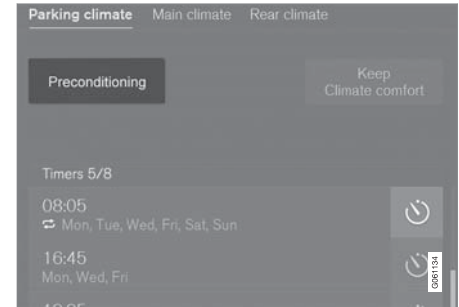 Parking climate Main climate Rear climate
Preconditioning
Keep
Climate comfort
Timers 5/8
08:05
Mon, Tue, Wed, Fri, Sat, Sun
16:45
Mon, Wed, Fri
G061134